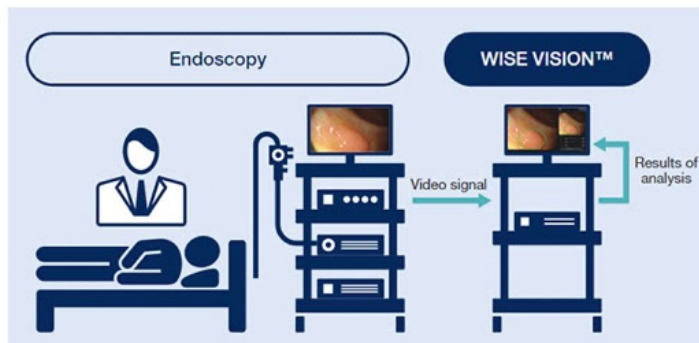 Endoscopy
WISE VISION™
Video signal
Results of
analysis